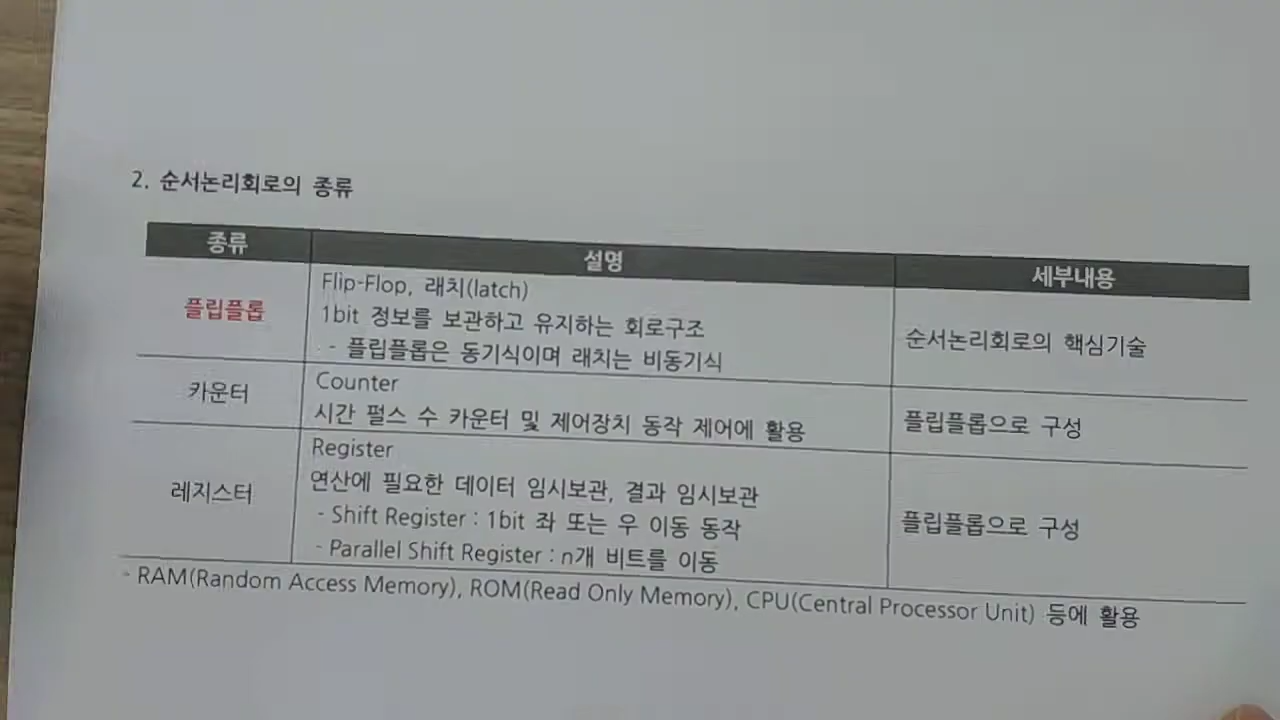 2. 순서논리회로의 종류
종류 설명 세부내용
플립플롭
Flip-Flop, 래치(latch)
1bit 정보를 보관하고 유지하는 회로구조
- 플립플롭은 동기식이며 래치는 비동기식
순서논리회로의 핵심기술
카운터
Counter
시간 펄스 수 카운터 및 제어장치 동작 제어에 활용
플립플롭으로 구성
레지스터
Register
연산에 필요한 데이터 임시보관, 결과 임시보관
- Shift Register : 1bit 좌 또는 우 이동 동작
- Parallel Shift Register : n개 비트를 이동
플립플롭으로 구성
- RAM(Random Access Memory), ROM(Read Only Memory), CPU(Central Processor Unit) 등에 활용